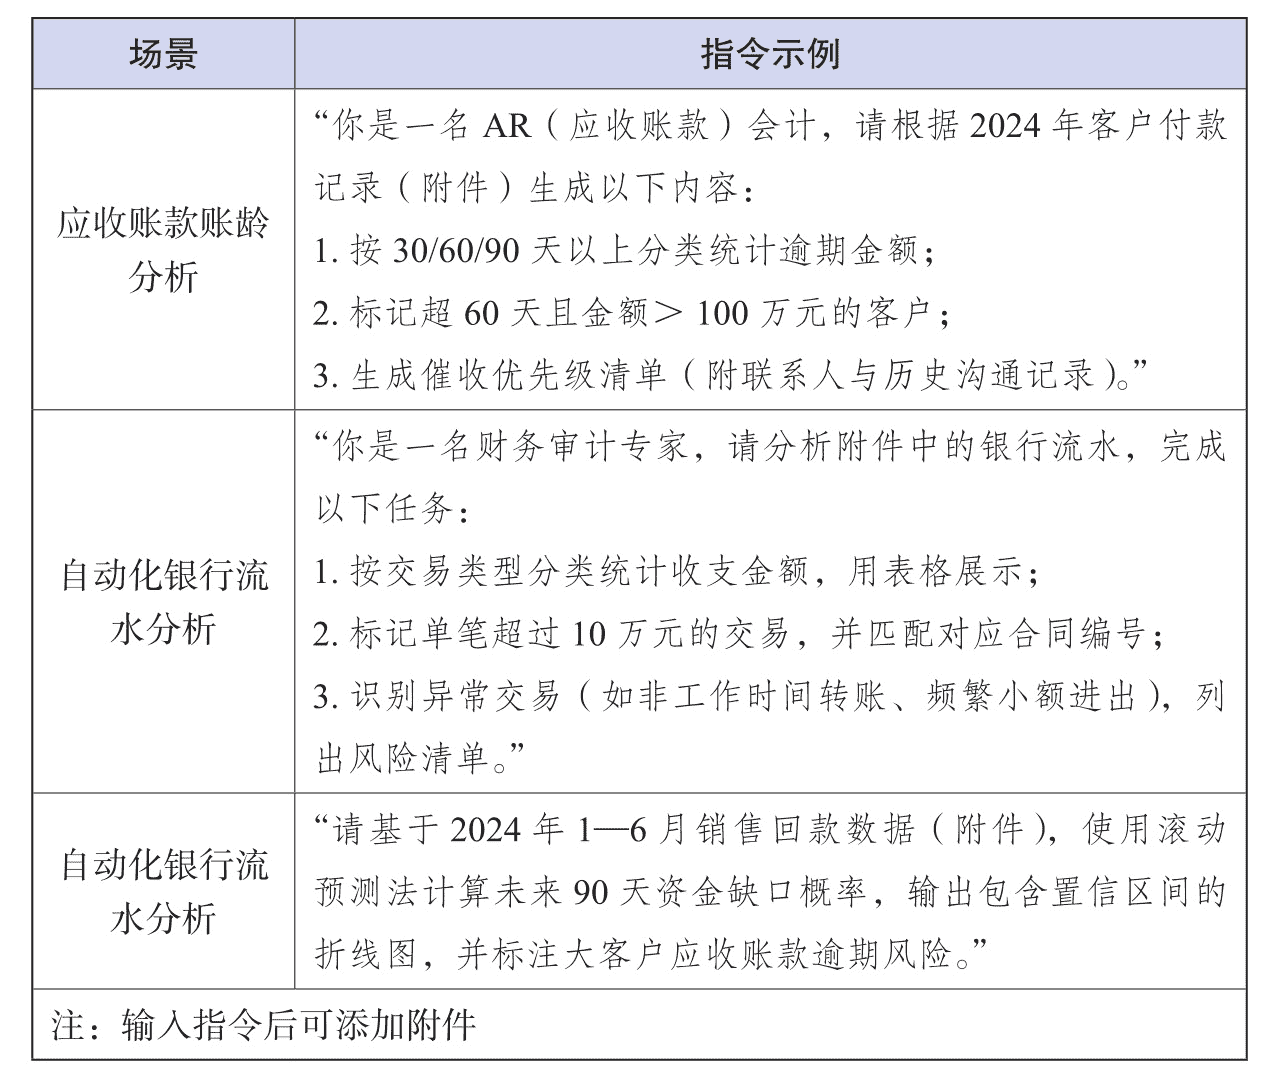 场景
指令示例
应收账款账龄
分析
“你是一名 AR（应收账款）会计，请根据 2024 年客户付款
记录（附件）生成以下内容：
1. 按 30/60/90 天以上分类统计逾期金额；
2. 标记超 60 天且金额＞ 100 万元的客户；
3. 生成催收优先级清单（附联系人与历史沟通记录）。”
自动化银行流
水分析
“你是一名财务审计专家，请分析附件中的银行流水，完成
以下任务：
1. 按交易类型分类统计收支金额，用表格展示；
2. 标记单笔超过 10 万元的交易，并匹配对应合同编号；
3. 识别异常交易（如非工作时间转账、频繁小额进出），列
出风险清单。”
自动化银行流
水分析
“请基于 2024 年 1—6 月销售回款数据（附件），使用滚动
预测法计算未来 90 天资金缺口概率，输出包含置信区间的
折线图，并标注大客户应收账款逾期风险。”
注：输入指令后可添加附件